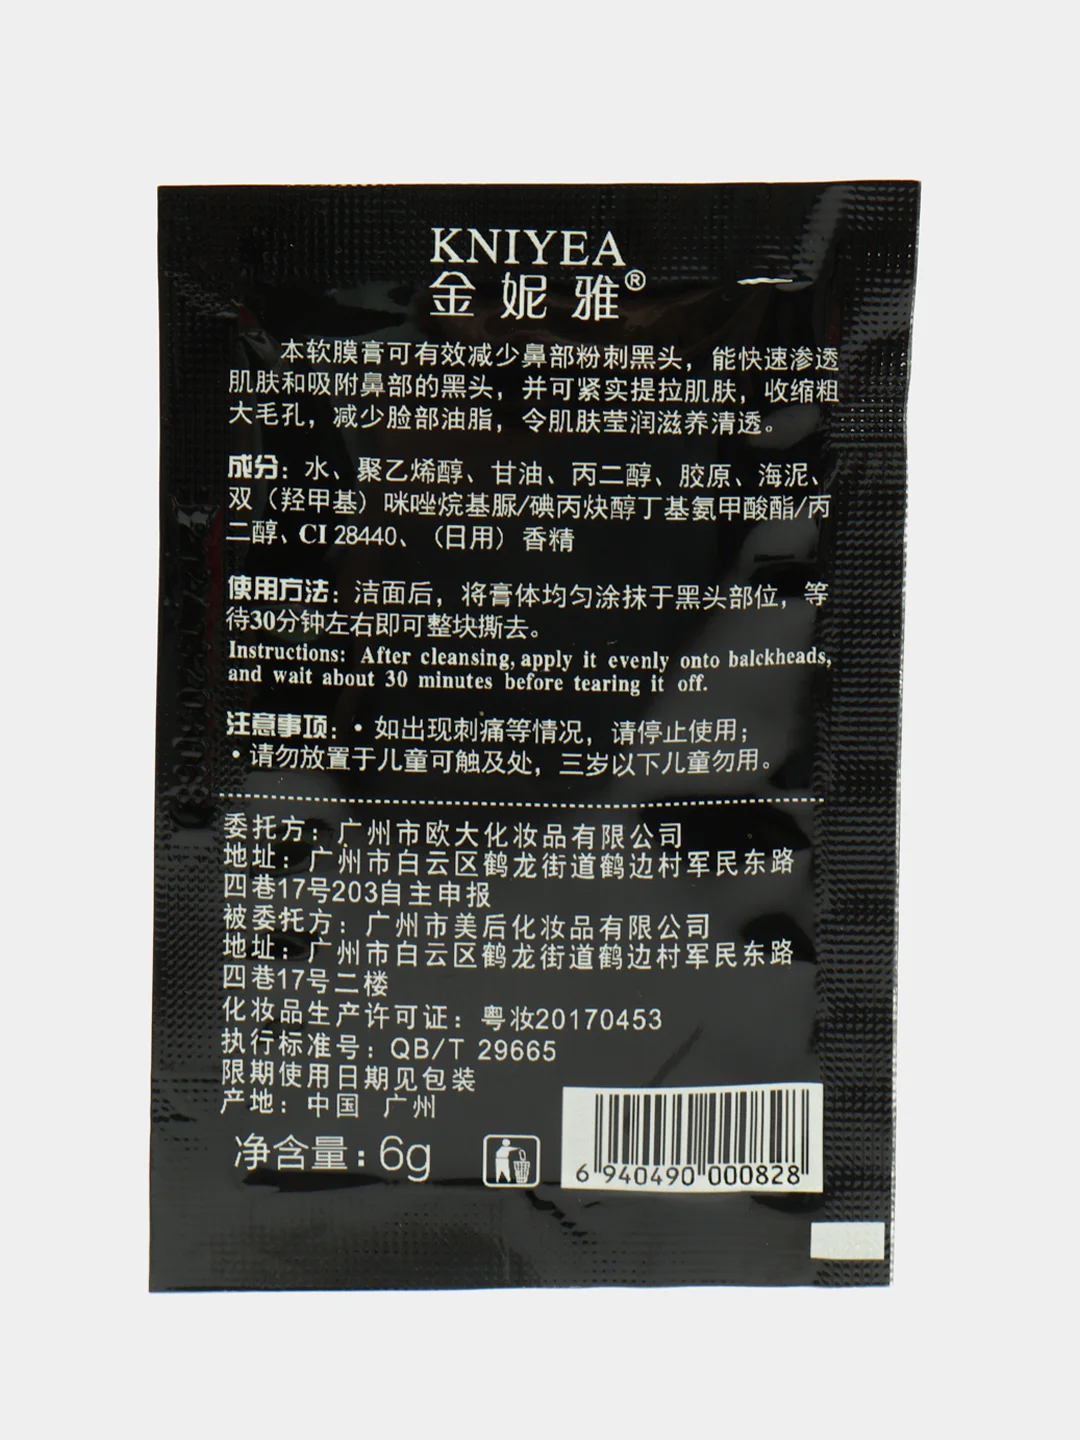 KNIYEA
金妮雅®
本软膜膏可有效减少鼻部粉刺黑头，能快速渗透
肌肤和吸附鼻部的黑头，并可紧实提拉肌肤，收缩粗
大毛孔，减少脸部油脂，令肌肤莹润滋养清透。
成分：水、聚乙烯醇、甘油、丙二醇、胶原、海泥、
双（羟甲基）咪唑烷基脲/碘丙炔醇丁基氨甲酸酯/丙
二醇、CI 28440、（日用）香精
使用方法：洁面后，将膏体均匀涂抹于黑头部位，等
待30分钟左右即可整块撕去。
Instructions: After cleansing, apply it evenly onto balckheads,
and wait about 30 minutes before tearing it off.
注意事项：• 如出现刺痛等情况，请停止使用；
• 请勿放置于儿童可触及处，三岁以下儿童勿用。
委托方：广州市欧大化妆品有限公司
地址：广州市白云区鹤龙街道鹤边村军民东路
四巷17号203自主申报
被委托方：广州市美后化妆品有限公司
地址：广州市白云区鹤龙街道鹤边村军民东路
四巷17号二楼
化妆品生产许可证：粤妆20170453
执行标准号：QB/T 29665
限期使用日期见包装
产地：中国 广州
净含量：6g
6 940490 000828